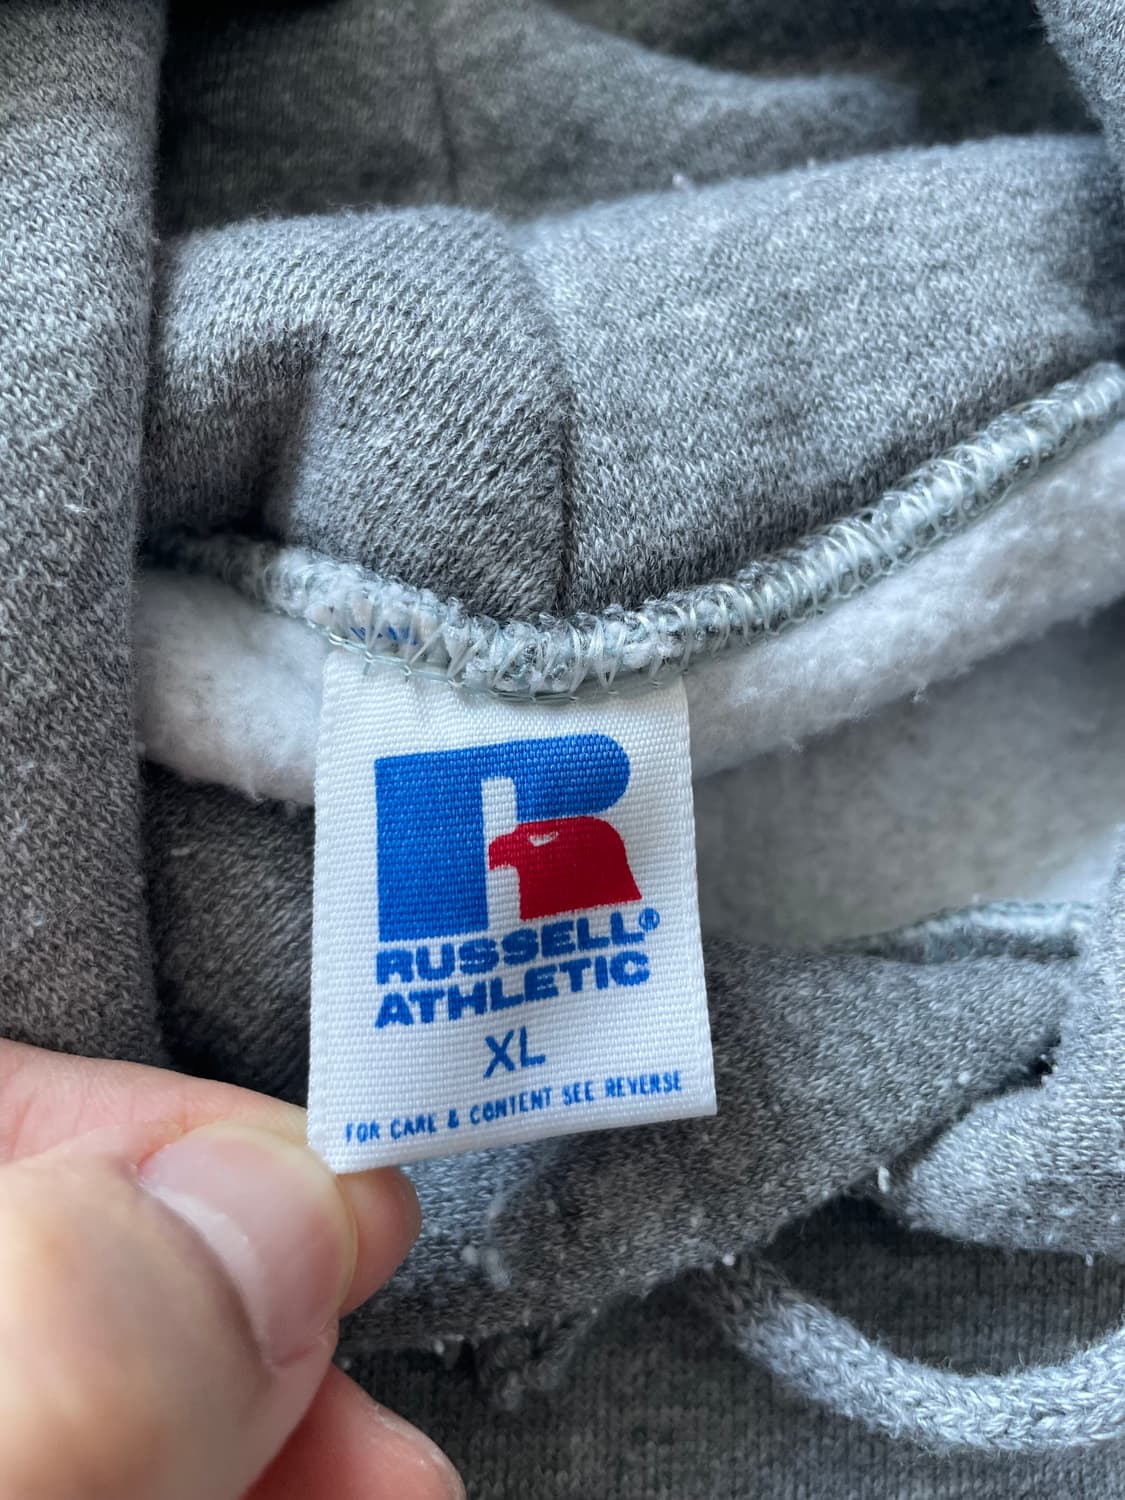 RUSSELL®
ATHLETIC
XL
FOR CARE & CONTENT SEE REVERSE